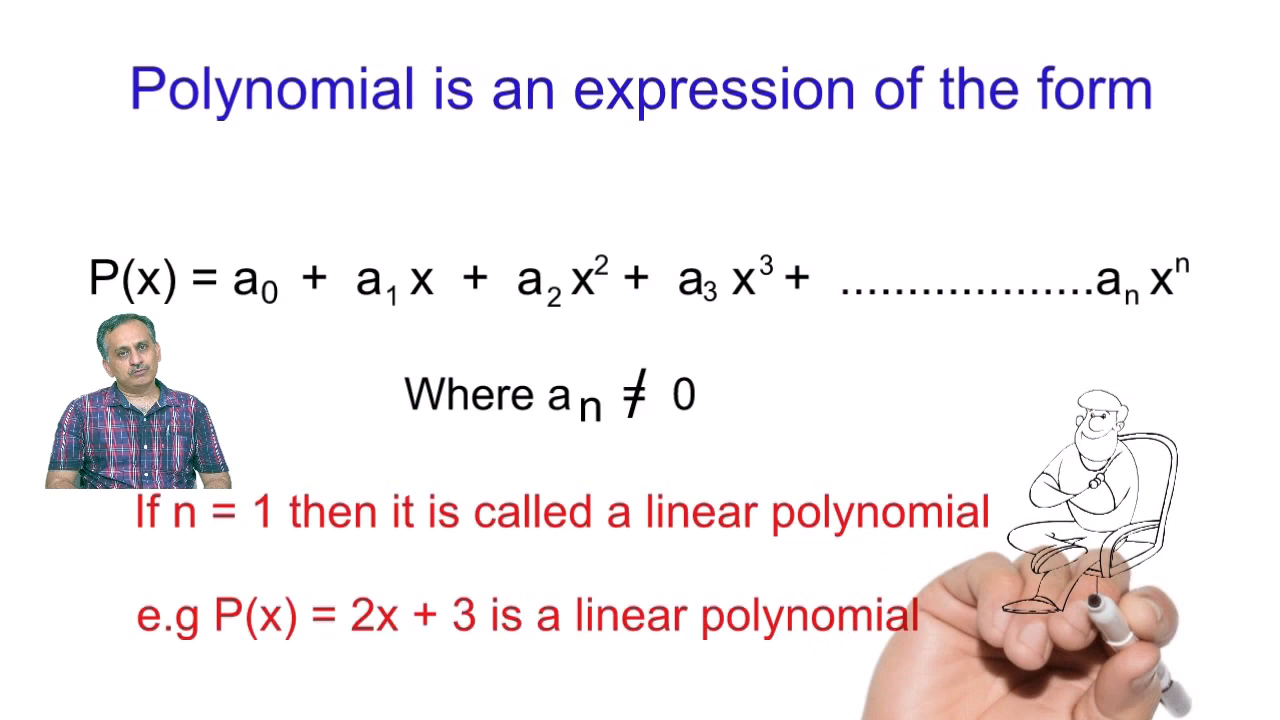 Polynomial is an expression of the form
P(x) = a₀ + a₁ x + a₂ x² + a₃ x³ + ...................aₙ xⁿ
Where aₙ ≠ 0
If n = 1 then it is called a linear polynomial
e.g P(x) = 2x + 3 is a linear polynomial